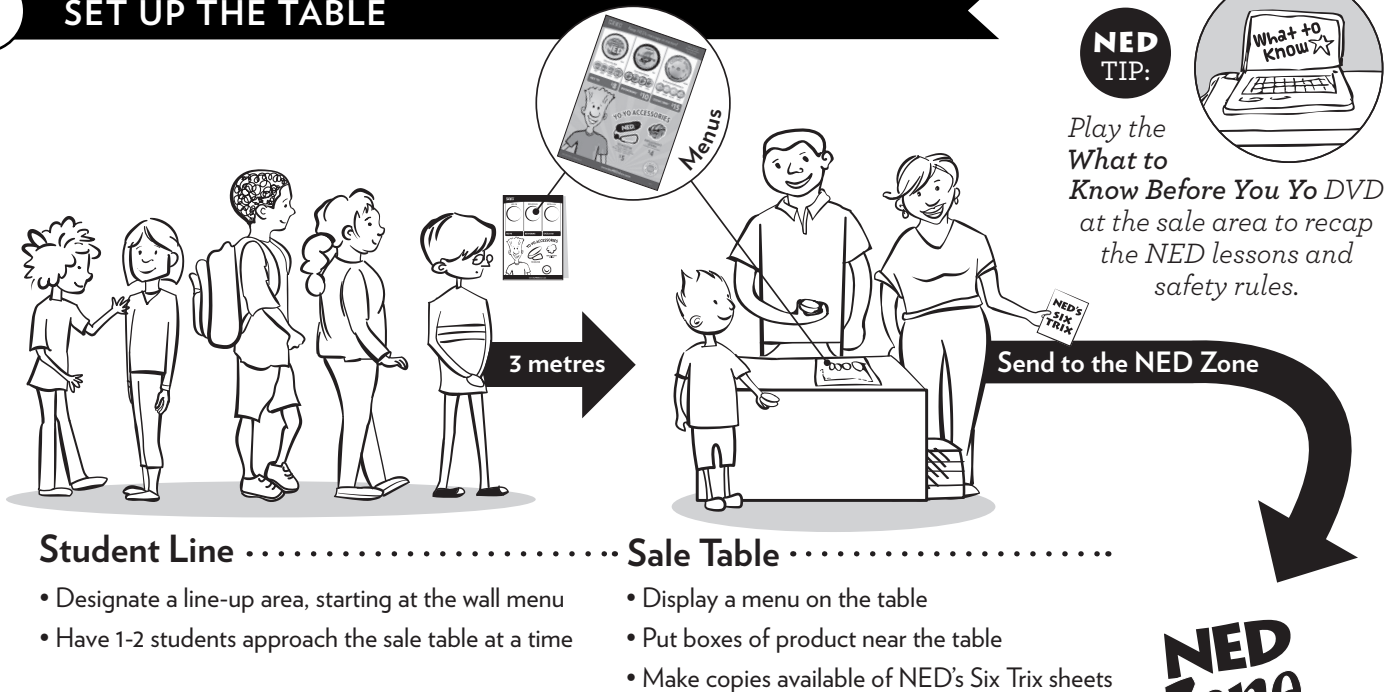 SET UP THE TABLE
NED
TIP:
What to
Know
Play the
What to
Know Before You Yo DVD
at the sale area to recap
the NED lessons and
safety rules.
Menus
YO YO ACCESSORIES
NED'S
SIX
TRIX
3 metres
Send to the NED Zone
Student Line
• Designate a line-up area, starting at the wall menu
• Have 1-2 students approach the sale table at a time
Sale Table
• Display a menu on the table
• Put boxes of product near the table
• Make copies available of NED's Six Trix sheets
NED
Zone